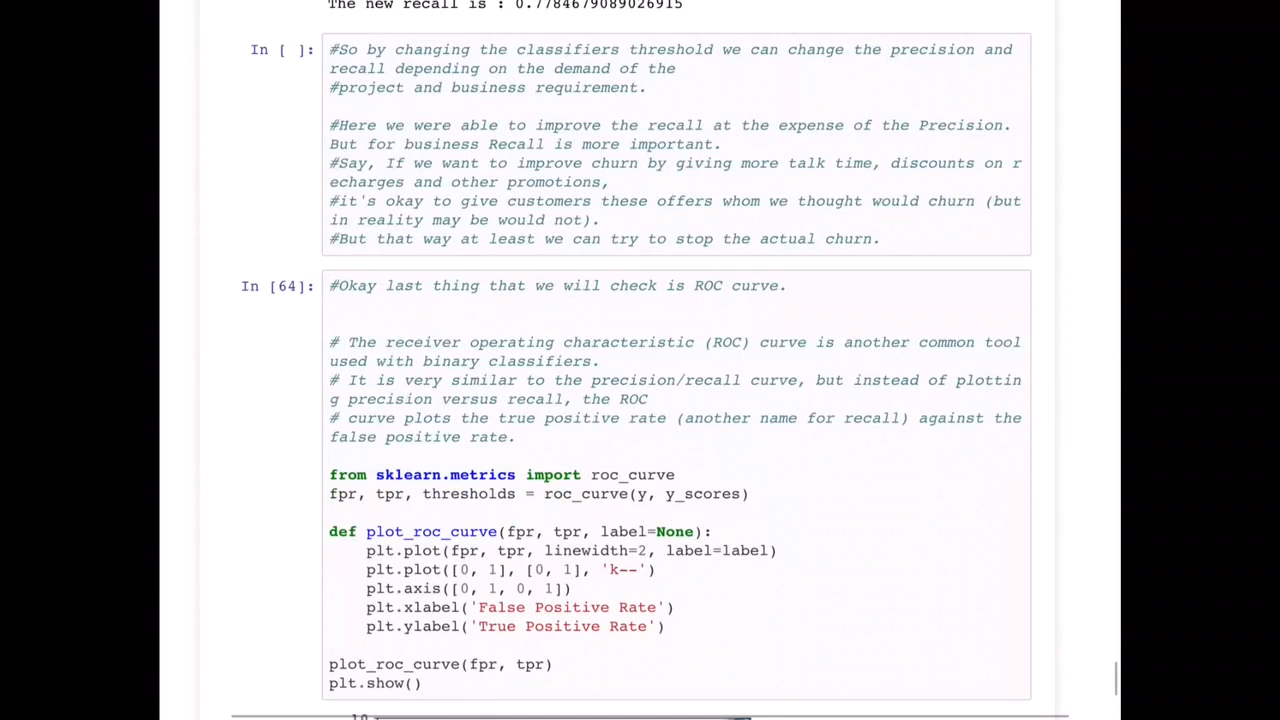 The new recall is : 0.7784679089026915
In [ ]:
#So by changing the classifiers threshold we can change the precision and
recall depending on the demand of the
#project and business requirement.
#Here we were able to improve the recall at the expense of the Precision.
But for business Recall is more important.
#Say, If we want to improve churn by giving more talk time, discounts on r
echarges and other promotions,
#it's okay to give customers these offers whom we thought would churn (but
in reality may be would not).
#But that way at least we can try to stop the actual churn.
In [64]:
#Okay last thing that we will check is ROC curve.
# The receiver operating characteristic (ROC) curve is another common tool
used with binary classifiers.
# It is very similar to the precision/recall curve, but instead of plottin
g precision versus recall, the ROC
# curve plots the true positive rate (another name for recall) against the
false positive rate.
from sklearn.metrics import roc_curve
fpr, tpr, thresholds = roc_curve(y, y_scores)
def plot_roc_curve(fpr, tpr, label=None):
    plt.plot(fpr, tpr, linewidth=2, label=label)
    plt.plot([0, 1], [0, 1], 'k--')
    plt.axis([0, 1, 0, 1])
    plt.xlabel('False Positive Rate')
    plt.ylabel('True Positive Rate')
plot_roc_curve(fpr, tpr)
plt.show()